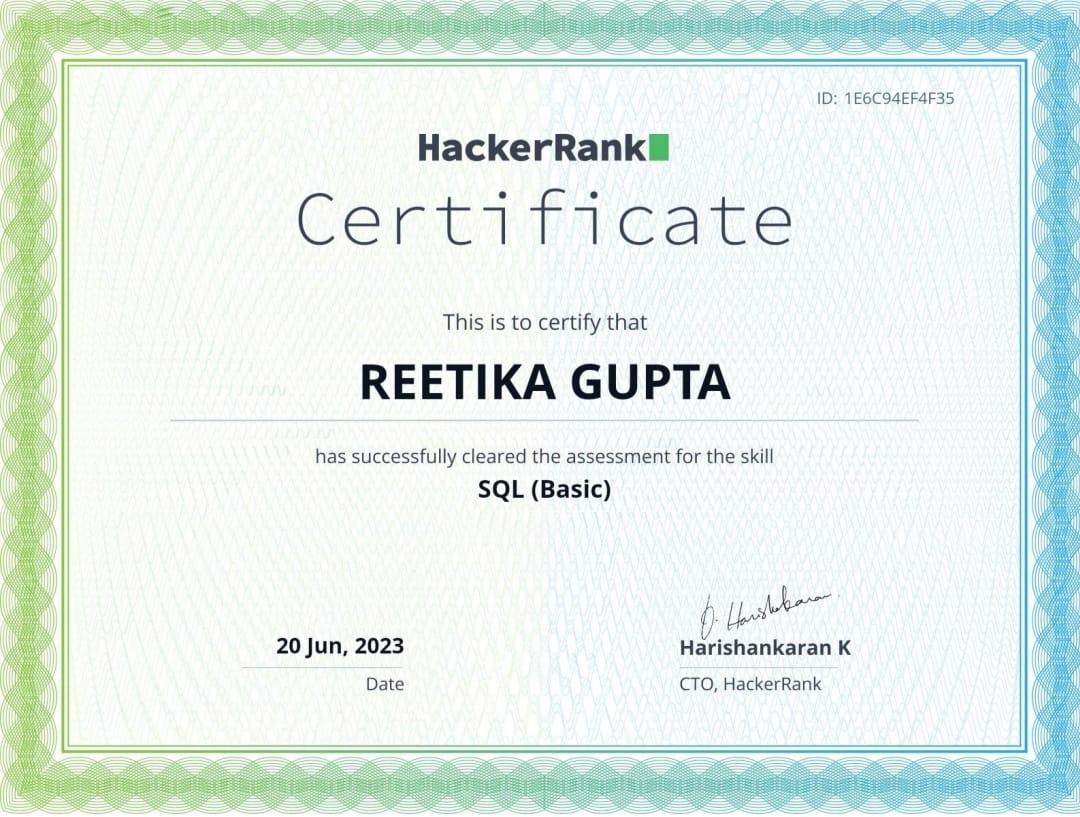 ID: 1E6C94EF4F35
HackerRank
Certificate
This is to certify that
REETIKA GUPTA
has successfully cleared the assessment for the skill
SQL (Basic)
20 Jun, 2023
Date
Harishankaran K
CTO, HackerRank